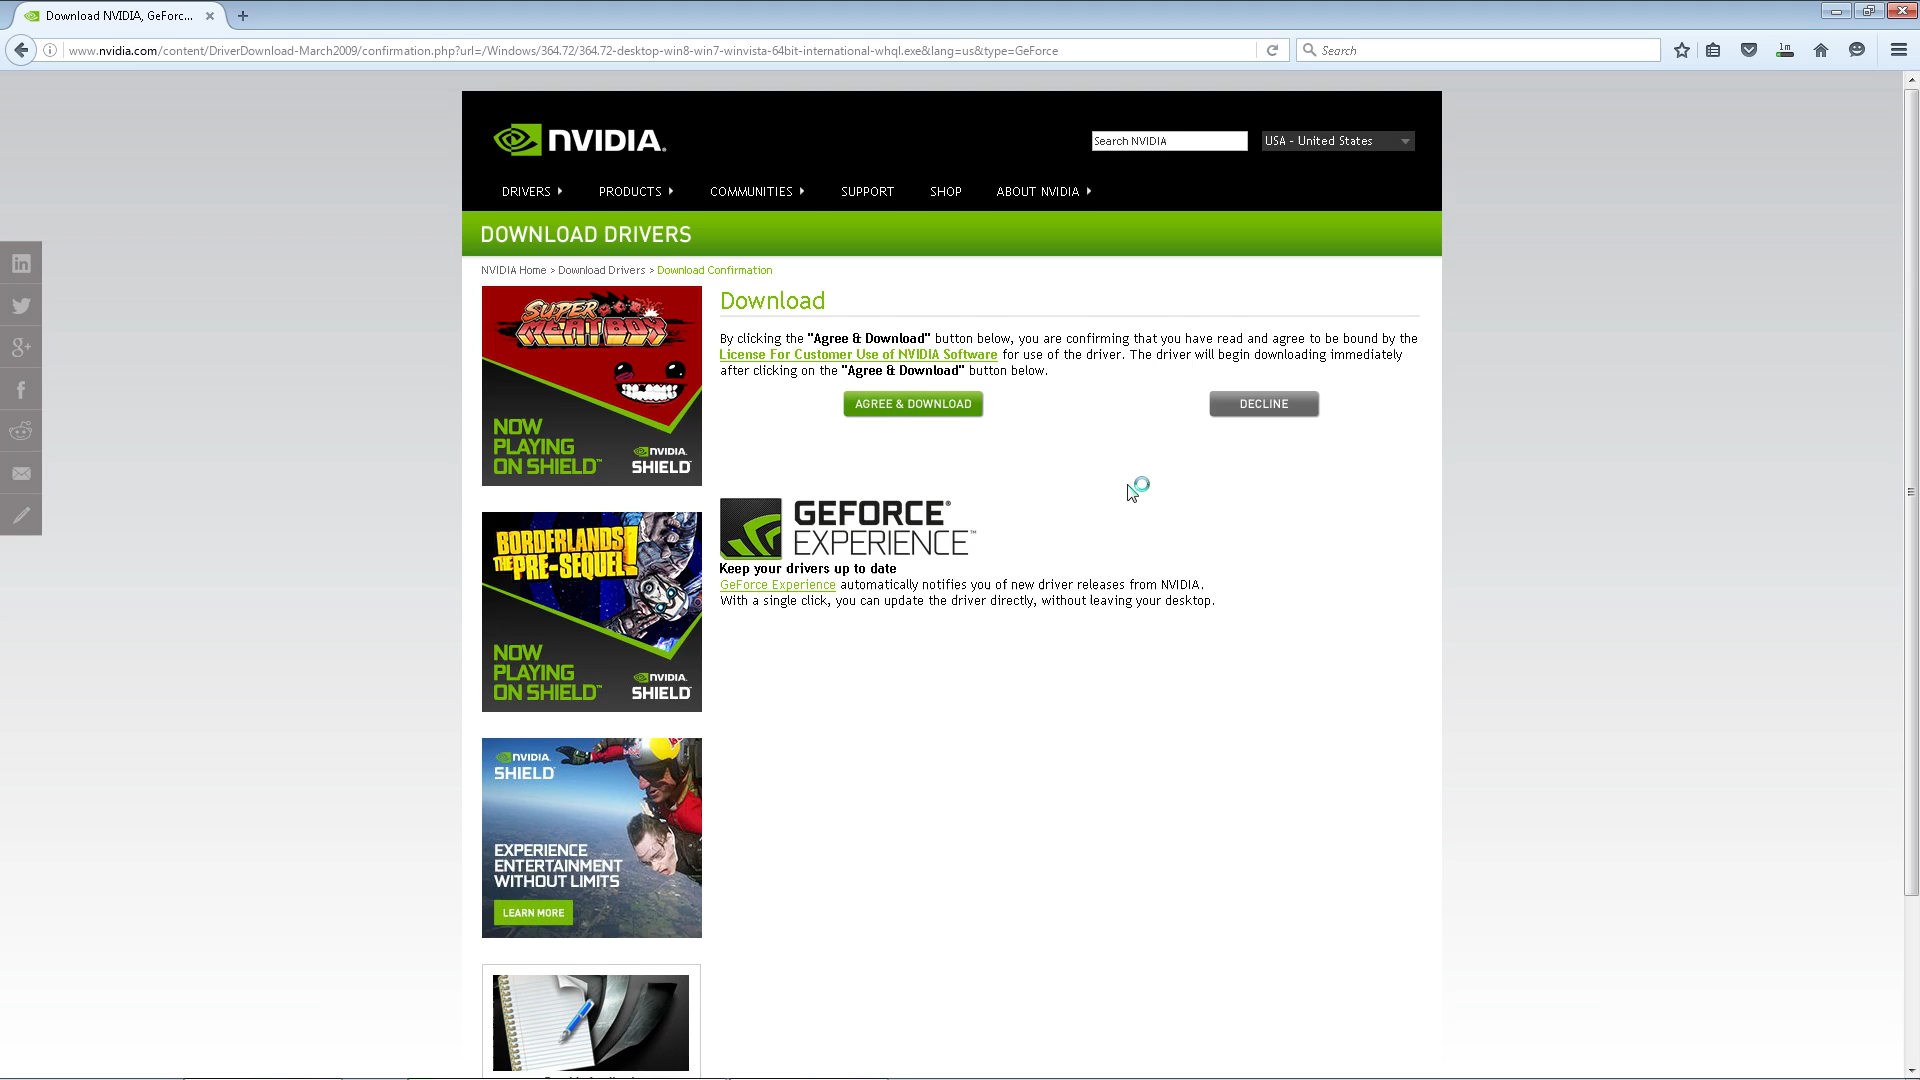 Download NVIDIA, GeForc...
www.nvidia.com/content/DriverDownload-March2009/confirmation.php?url=/Windows/364.72/364.72-desktop-win8-win7-winvista-64bit-international-whql.exe&lang=us&type=GeForce
Search
1m
NVIDIA.
Search NVIDIA
USA - United States
DRIVERS
PRODUCTS
COMMUNITIES
SUPPORT
SHOP
ABOUT NVIDIA
DOWNLOAD DRIVERS
NVIDIA Home > Download Drivers > Download Confirmation
SUPER
MEAT BOY
NOW
PLAYING
ON SHIELD™
NVIDIA.
SHIELD
Download
By clicking the "Agree & Download" button below, you are confirming that you have read and agree to be bound by the
License For Customer Use of NVIDIA Software for use of the driver. The driver will begin downloading immediately
after clicking on the "Agree & Download" button below.
AGREE & DOWNLOAD
DECLINE
GEFORCE®
EXPERIENCE™
Keep your drivers up to date
GeForce Experience automatically notifies you of new driver releases from NVIDIA.
With a single click, you can update the driver directly, without leaving your desktop.
BORDERLANDS
THE PRE-SEQUEL!
NOW
PLAYING
ON SHIELD™
NVIDIA.
SHIELD
NVIDIA.
SHIELD
EXPERIENCE
ENTERTAINMENT
WITHOUT LIMITS
LEARN MORE